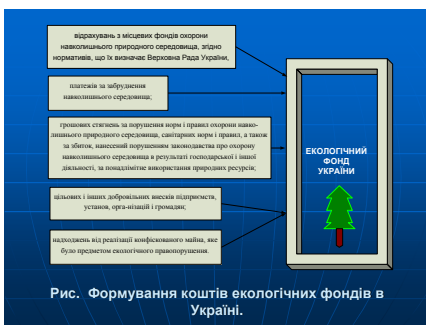 відрахувань з місцевих фондів охорони
навколишнього природного середовища, згідно
нормативів, що їх визначає Верховна Рада України,
платежів за забруднення
навколишнього середовища;
грошових стягнень за порушення норм і правил охорони навко-
лишнього природного середовища, санітарних норм і правил, а також
за збиток, нанесений порушенням законодавства про охорону
навколишнього середовища в результаті господарської і іншої
діяльності, за понадлімітне використання природних ресурсів;
ЕКОЛОГІЧНИЙ
ФОНД
УКРАЇНИ
цільових і інших добровільних внесків підприємств,
установ, орга-нізацій і громадян;
надходжень від реалізації конфіскованого майна, яке
було предметом екологічного правопорушення.
Рис. Формування коштів екологічних фондів в
Україні.